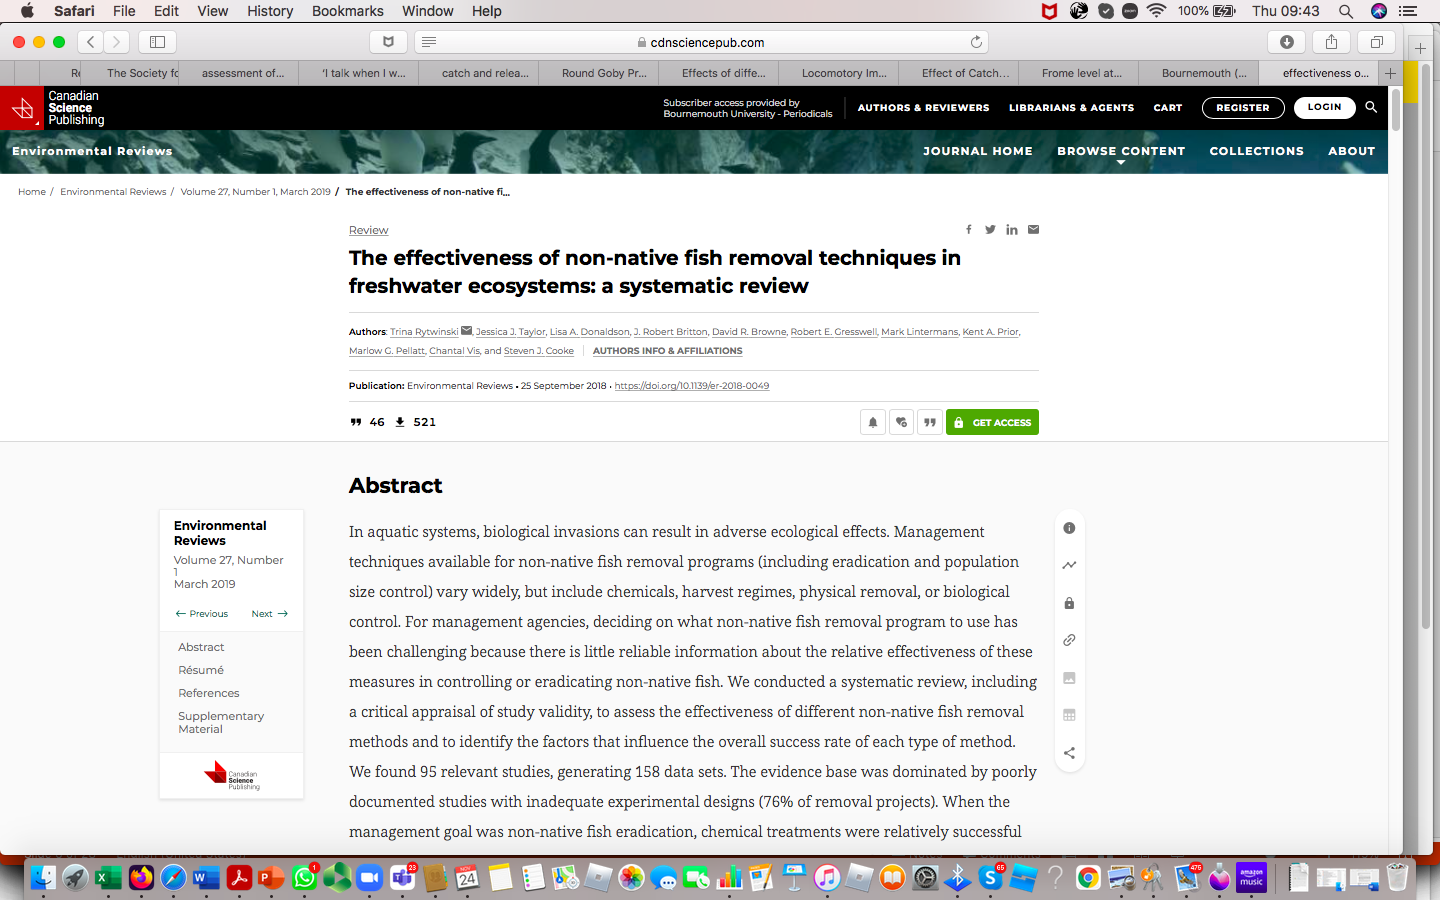 Safari File Edit View History Bookmarks Window Help 100% Thu 09:43
cdnsciencepub.com
Re The Society fo assessment of... 'I talk when I w... catch and relea... Round Goby Pr... Effects of diffe... Locomotory Im... Effect of Catch... Frome level at... Bournemouth (... effectiveness o...
Canadian
Science
Publishing
Subscriber access provided by
Bournemouth University - Periodicals
AUTHORS & REVIEWERS LIBRARIANS & AGENTS CART REGISTER LOGIN
Environmental Reviews JOURNAL HOME BROWSE CONTENT COLLECTIONS ABOUT
Home / Environmental Reviews / Volume 27, Number 1, March 2019 / The effectiveness of non-native fi...
Review
The effectiveness of non-native fish removal techniques in
freshwater ecosystems: a systematic review
Authors: Trina Rytwinski, Jessica J. Taylor, Lisa A. Donaldson, J. Robert Britton, David R. Browne, Robert E. Gresswell, Mark Lintermans, Kent A. Prior,
Marlow G. Pellatt, Chantal Vis, and Steven J. Cooke AUTHORS INFO & AFFILIATIONS
Publication: Environmental Reviews • 25 September 2018 • https://doi.org/10.1139/er-2018-0049
46 521 GET ACCESS
Abstract
Environmental
Reviews
Volume 27, Number
1
March 2019
← Previous Next →
Abstract
Résumé
References
Supplementary
Material
Canadian
Science
Publishing
In aquatic systems, biological invasions can result in adverse ecological effects. Management
techniques available for non-native fish removal programs (including eradication and population
size control) vary widely, but include chemicals, harvest regimes, physical removal, or biological
control. For management agencies, deciding on what non-native fish removal program to use has
been challenging because there is little reliable information about the relative effectiveness of these
measures in controlling or eradicating non-native fish. We conducted a systematic review, including
a critical appraisal of study validity, to assess the effectiveness of different non-native fish removal
methods and to identify the factors that influence the overall success rate of each type of method.
We found 95 relevant studies, generating 158 data sets. The evidence base was dominated by poorly
documented studies with inadequate experimental designs (76% of removal projects). When the
management goal was non-native fish eradication, chemical treatments were relatively successful
1 23 NOV 24 65 476
amazon
music